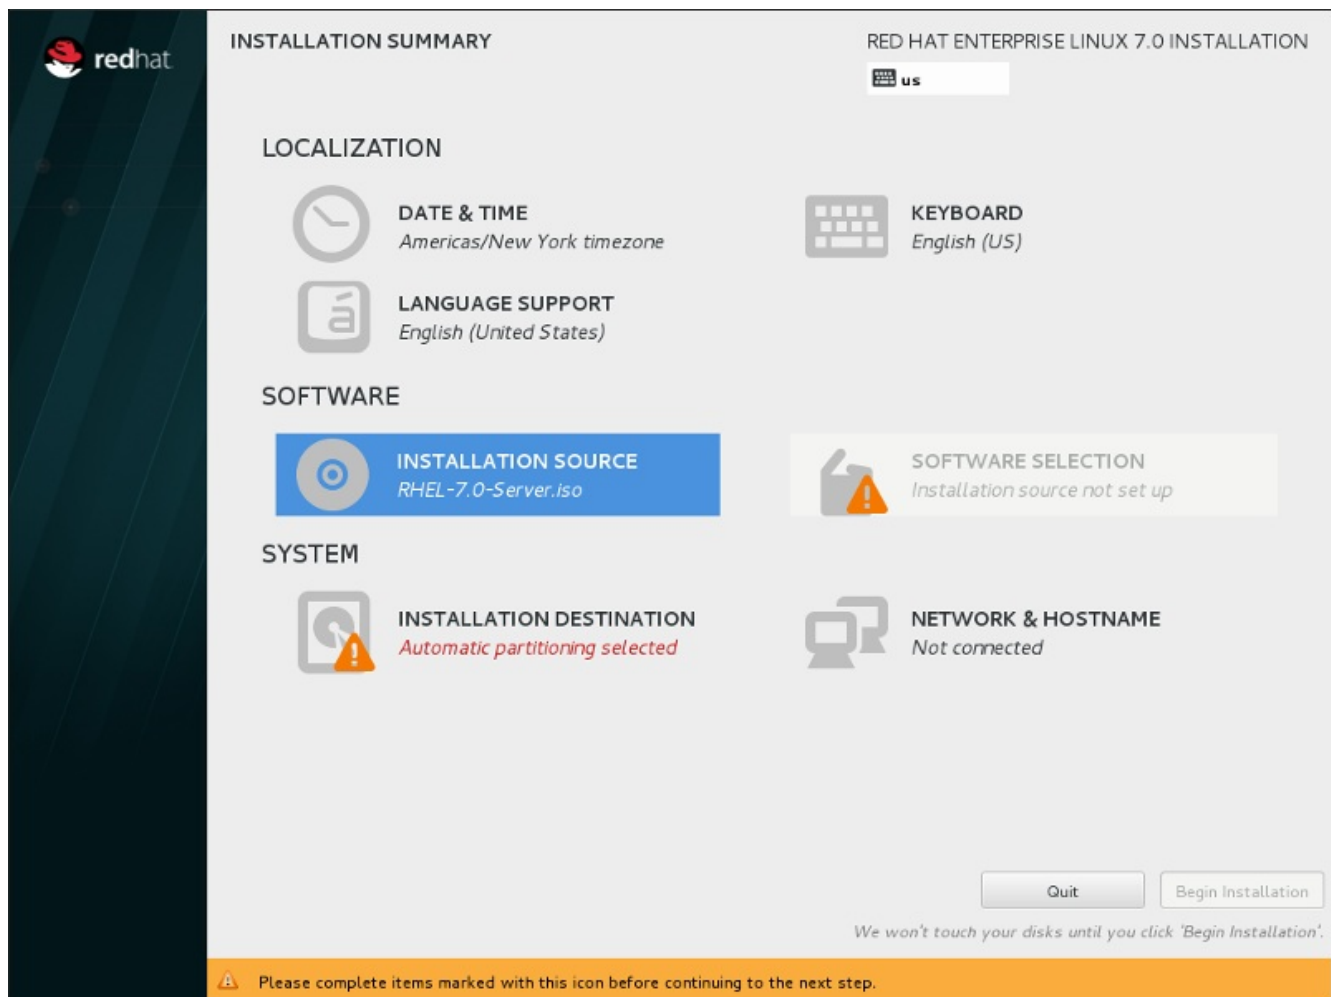 redhat.
INSTALLATION SUMMARY
RED HAT ENTERPRISE LINUX 7.0 INSTALLATION
us
LOCALIZATION
DATE & TIME
Americas/New York timezone
KEYBOARD
English (US)
á
LANGUAGE SUPPORT
English (United States)
SOFTWARE
INSTALLATION SOURCE
RHEL-7.0-Server.iso
SOFTWARE SELECTION
Installation source not set up
SYSTEM
INSTALLATION DESTINATION
Automatic partitioning selected
NETWORK & HOSTNAME
Not connected
Quit
Begin Installation
We won't touch your disks until you click 'Begin Installation'.
Please complete items marked with this icon before continuing to the next step.